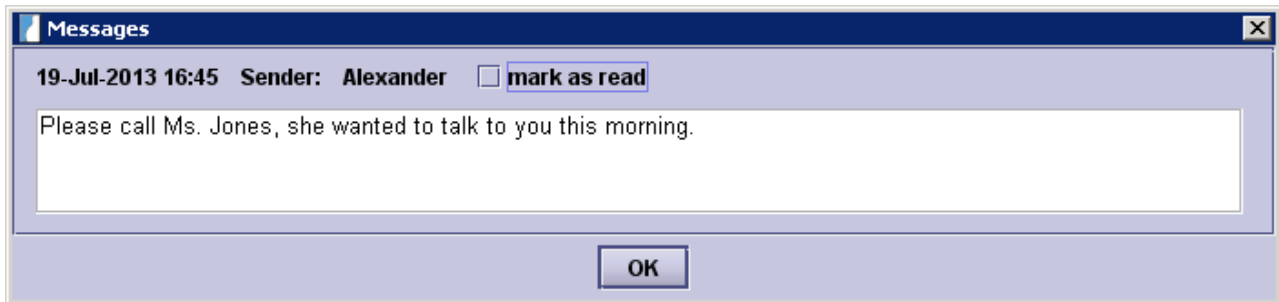 Messages
19-Jul-2013 16:45 Sender: Alexander mark as read
Please call Ms. Jones, she wanted to talk to you this morning.
OK